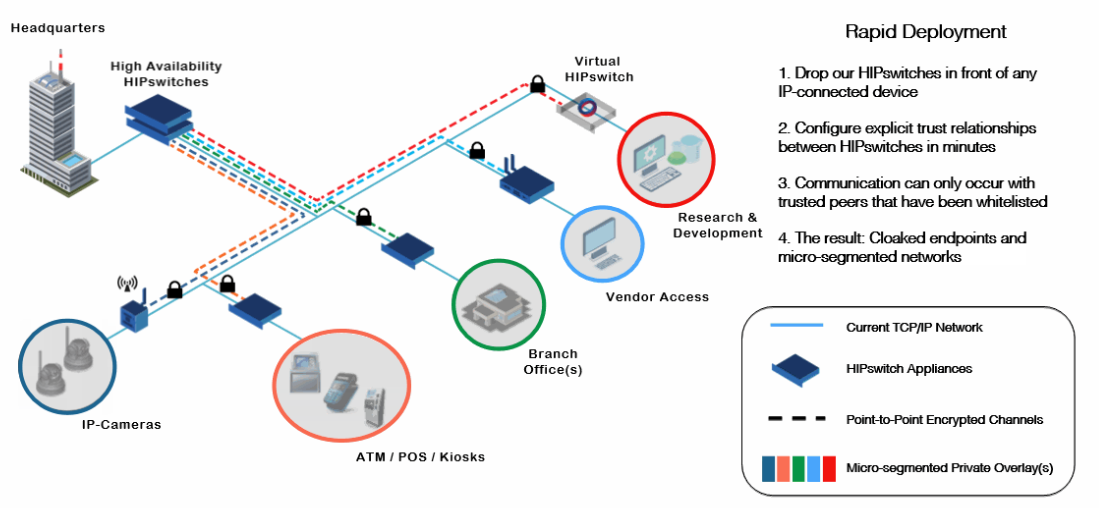 Headquarters
High Availability
HIPswitches
Virtual
HIPswitch
Research &
Development
Vendor Access
Branch
Office(s)
IP-Cameras
ATM / POS / Kiosks
Rapid Deployment
1. Drop our HIPswitches in front of any
IP-connected device
2. Configure explicit trust relationships
between HIPswitches in minutes
3. Communication can only occur with
trusted peers that have been whitelisted
4. The result: Cloaked endpoints and
micro-segmented networks
Current TCP/IP Network
HIPswitch Appliances
Point-to-Point Encrypted Channels
Micro-segmented Private Overlay(s)